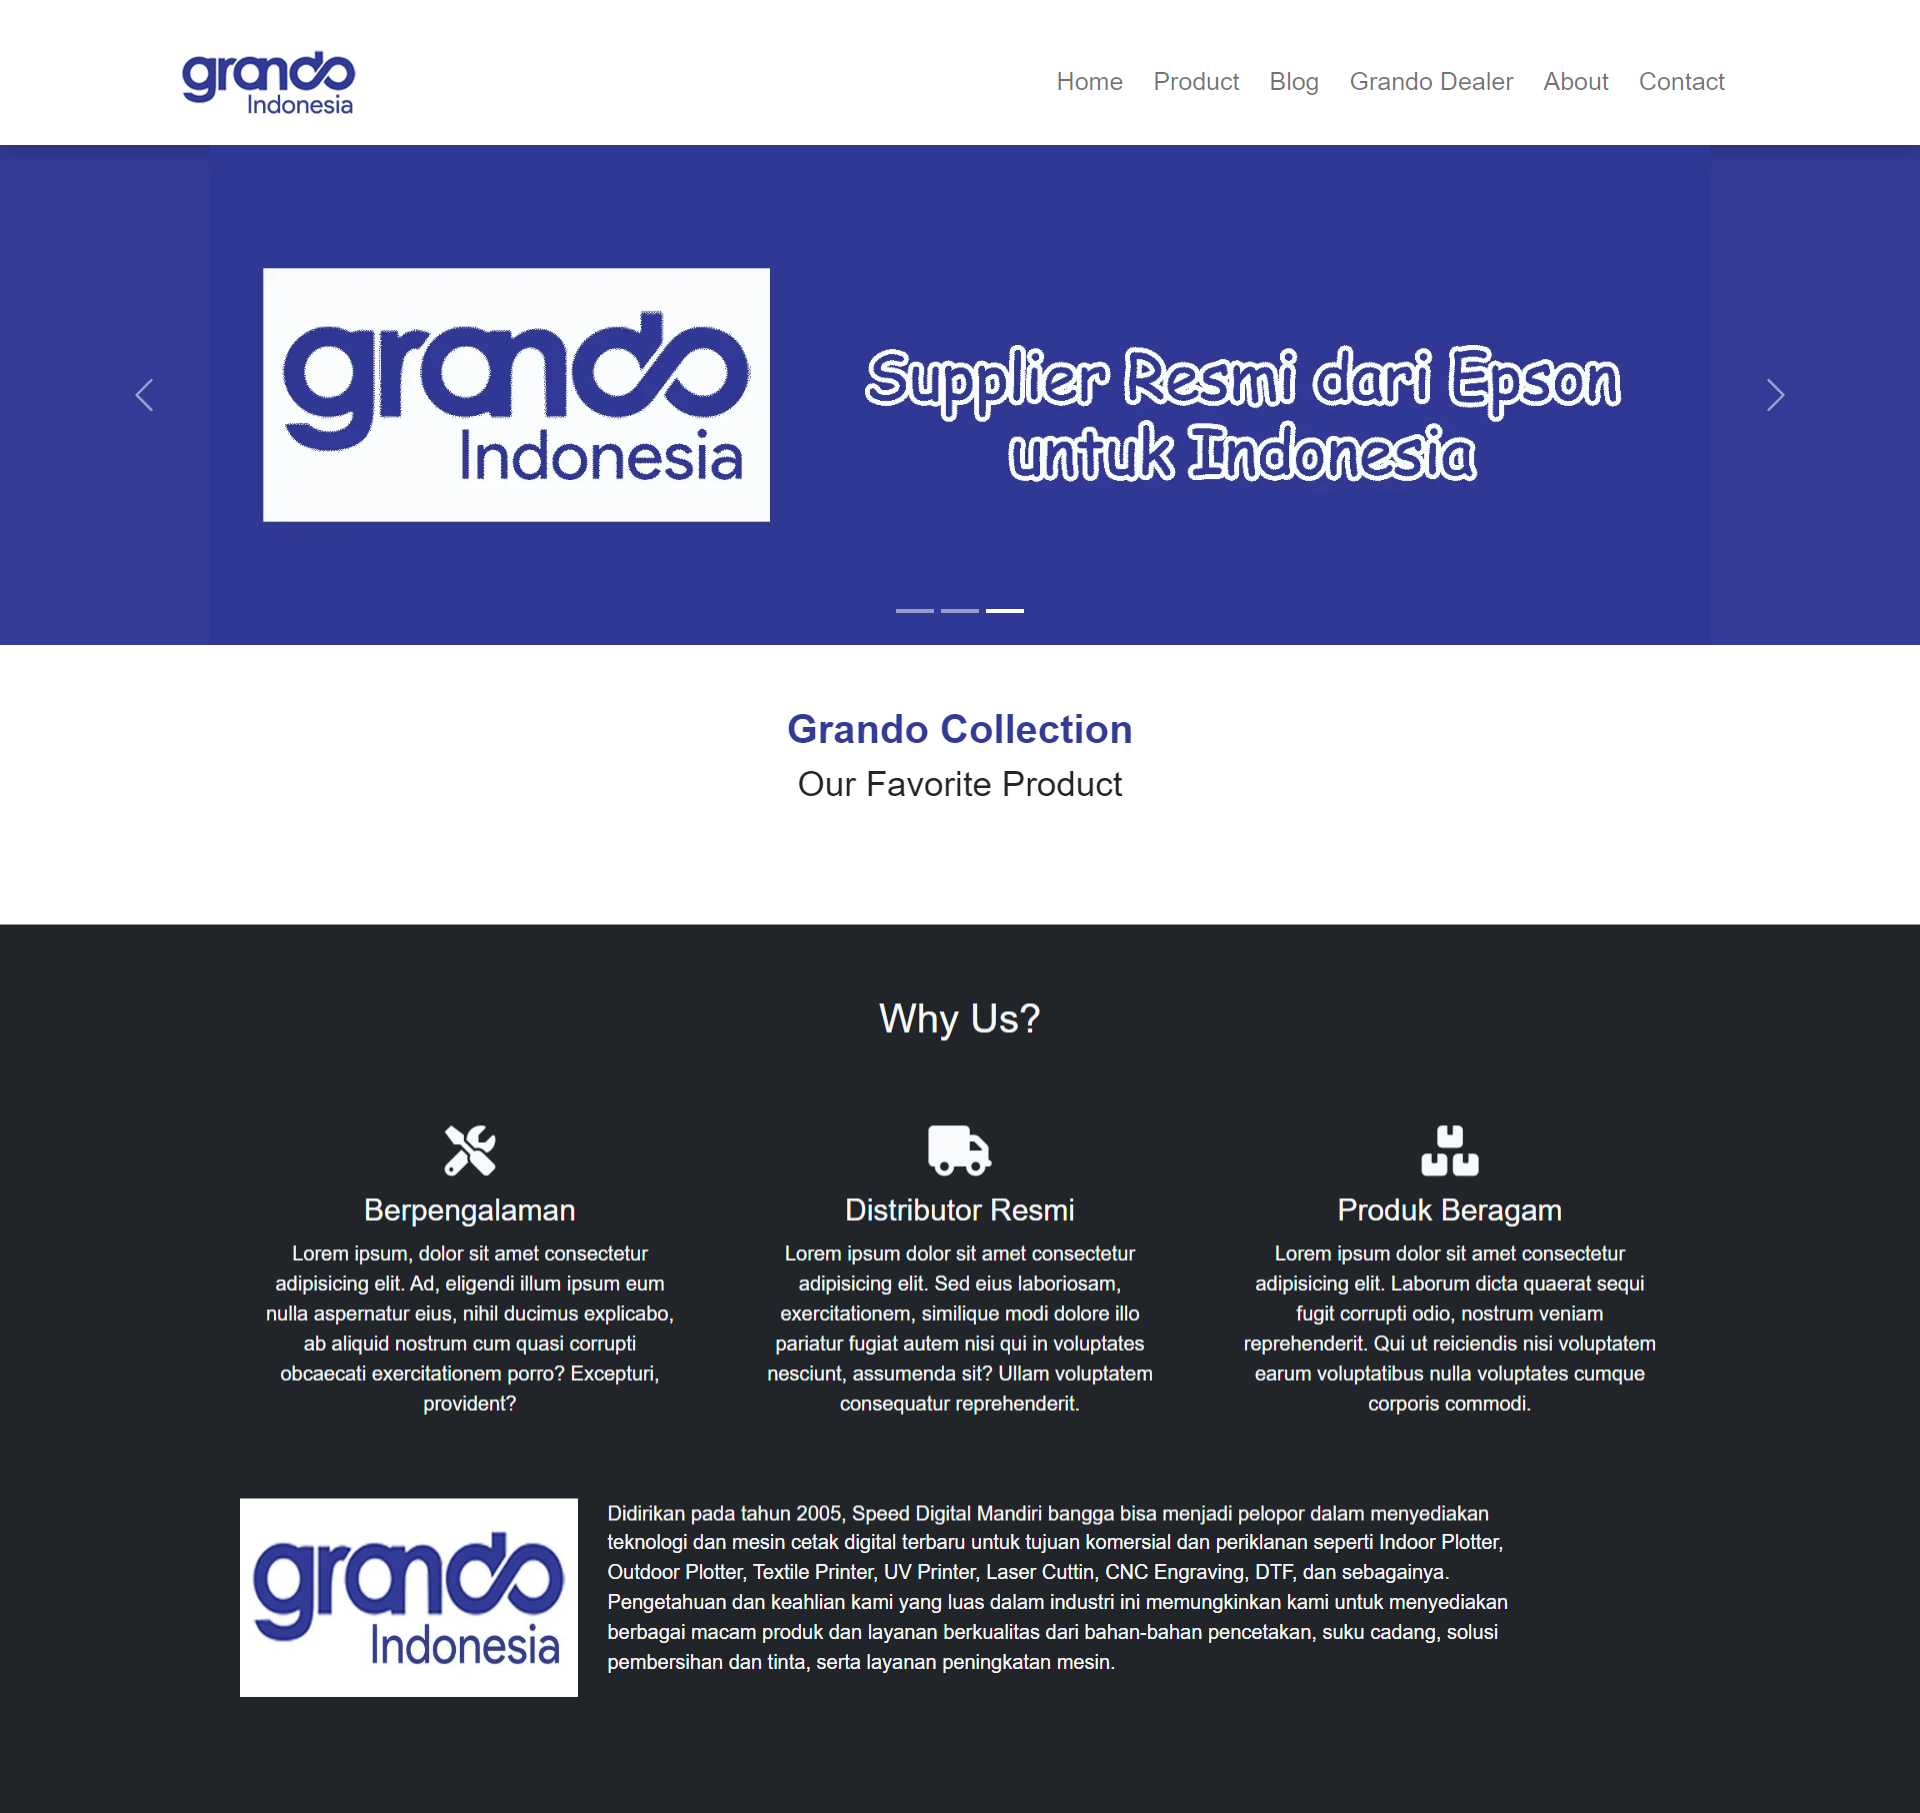 grando
Indonesia
Home Product Blog Grando Dealer About Contact
grando
Indonesia
Supplier Resmi dari Epson
untuk Indonesia
Grando Collection
Our Favorite Product
Why Us?
Berpengalaman
Lorem ipsum, dolor sit amet consectetur
adipisicing elit. Ad, eligendi illum ipsum eum
nulla aspernatur eius, nihil ducimus explicabo,
ab aliquid nostrum cum quasi corrupti
obcaecati exercitationem porro? Excepturi,
provident?
Distributor Resmi
Lorem ipsum dolor sit amet consectetur
adipisicing elit. Sed eius laboriosam,
exercitationem, similique modi dolore illo
pariatur fugiat autem nisi qui in voluptates
nesciunt, assumenda sit? Ullam voluptatem
consequatur reprehenderit.
Produk Beragam
Lorem ipsum dolor sit amet consectetur
adipisicing elit. Laborum dicta quaerat sequi
fugit corrupti odio, nostrum veniam
reprehenderit. Qui ut reiciendis nisi voluptatem
earum voluptatibus nulla voluptates cumque
corporis commodi.
grando
Indonesia
Didirikan pada tahun 2005, Speed Digital Mandiri bangga bisa menjadi pelopor dalam menyediakan
teknologi dan mesin cetak digital terbaru untuk tujuan komersial dan periklanan seperti Indoor Plotter,
Outdoor Plotter, Textile Printer, UV Printer, Laser Cuttin, CNC Engraving, DTF, dan sebagainya.
Pengetahuan dan keahlian kami yang luas dalam industri ini memungkinkan kami untuk menyediakan
berbagai macam produk dan layanan berkualitas dari bahan-bahan pencetakan, suku cadang, solusi
pembersihan dan tinta, serta layanan peningkatan mesin.